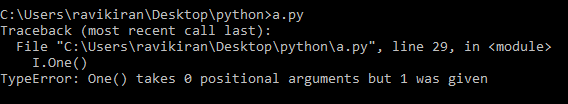 C:\Users\ravikiran\Desktop\python>a.py
Traceback (most recent call last):
  File "C:\Users\ravikiran\Desktop\python\a.py", line 29, in <module>
    I.One()
TypeError: One() takes 0 positional arguments but 1 was given